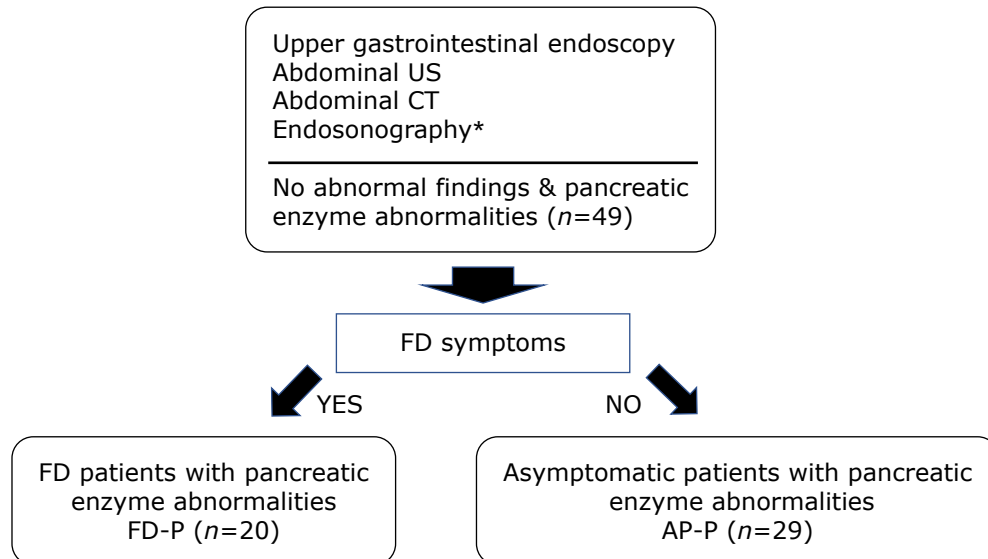 Upper gastrointestinal endoscopy
Abdominal US
Abdominal CT
Endosonography*
No abnormal findings & pancreatic
enzyme abnormalities (n=49)
FD symptoms
YES
NO
FD patients with pancreatic
enzyme abnormalities
FD-P (n=20)
Asymptomatic patients with pancreatic
enzyme abnormalities
AP-P (n=29)